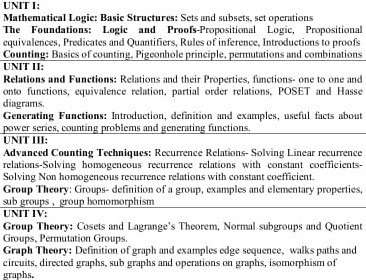 UNIT I:
Mathematical Logic: Basic Structures: Sets and subsets, set operations
The Foundations: Logic and Proofs-Propositional Logic, Propositional
equivalences, Predicates and Quantifiers, Rules of inference, Introductions to proofs
Counting: Basics of counting, Pigeonhole principle, permutations and combinations
UNIT II:
Relations and Functions: Relations and their Properties, functions- one to one and
onto functions, equivalence relation, partial order relations, POSET and Hasse
diagrams.
Generating Functions: Introduction, definition and examples, useful facts about
power series, counting problems and generating functions.
UNIT III:
Advanced Counting Techniques: Recurrence Relations- Solving Linear recurrence
relations-Solving homogeneous recurrence relations with constant coefficients-
Solving Non homogeneous recurrence relations with constant coefficient.
Group Theory: Groups- definition of a group, examples and elementary properties,
sub groups , group homomorphism
UNIT IV:
Group Theory: Cosets and Lagrange's Theorem, Normal subgroups and Quotient
Groups, Permutation Groups.
Graph Theory: Definition of graph and examples edge sequence, walks paths and
circuits, directed graphs, sub graphs and operations on graphs, isomorphism of
graphs.